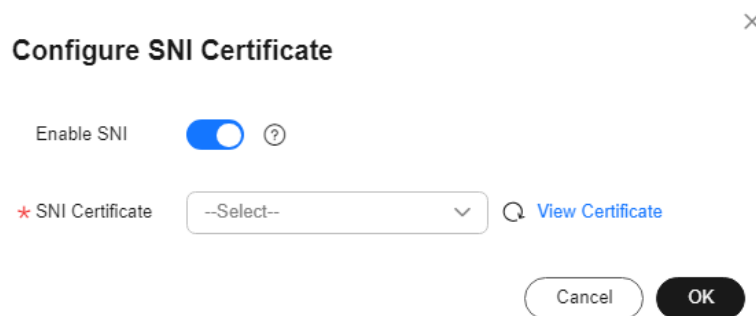 Configure SNI Certificate
Enable SNI ?
* SNI Certificate --Select-- View Certificate
Cancel OK